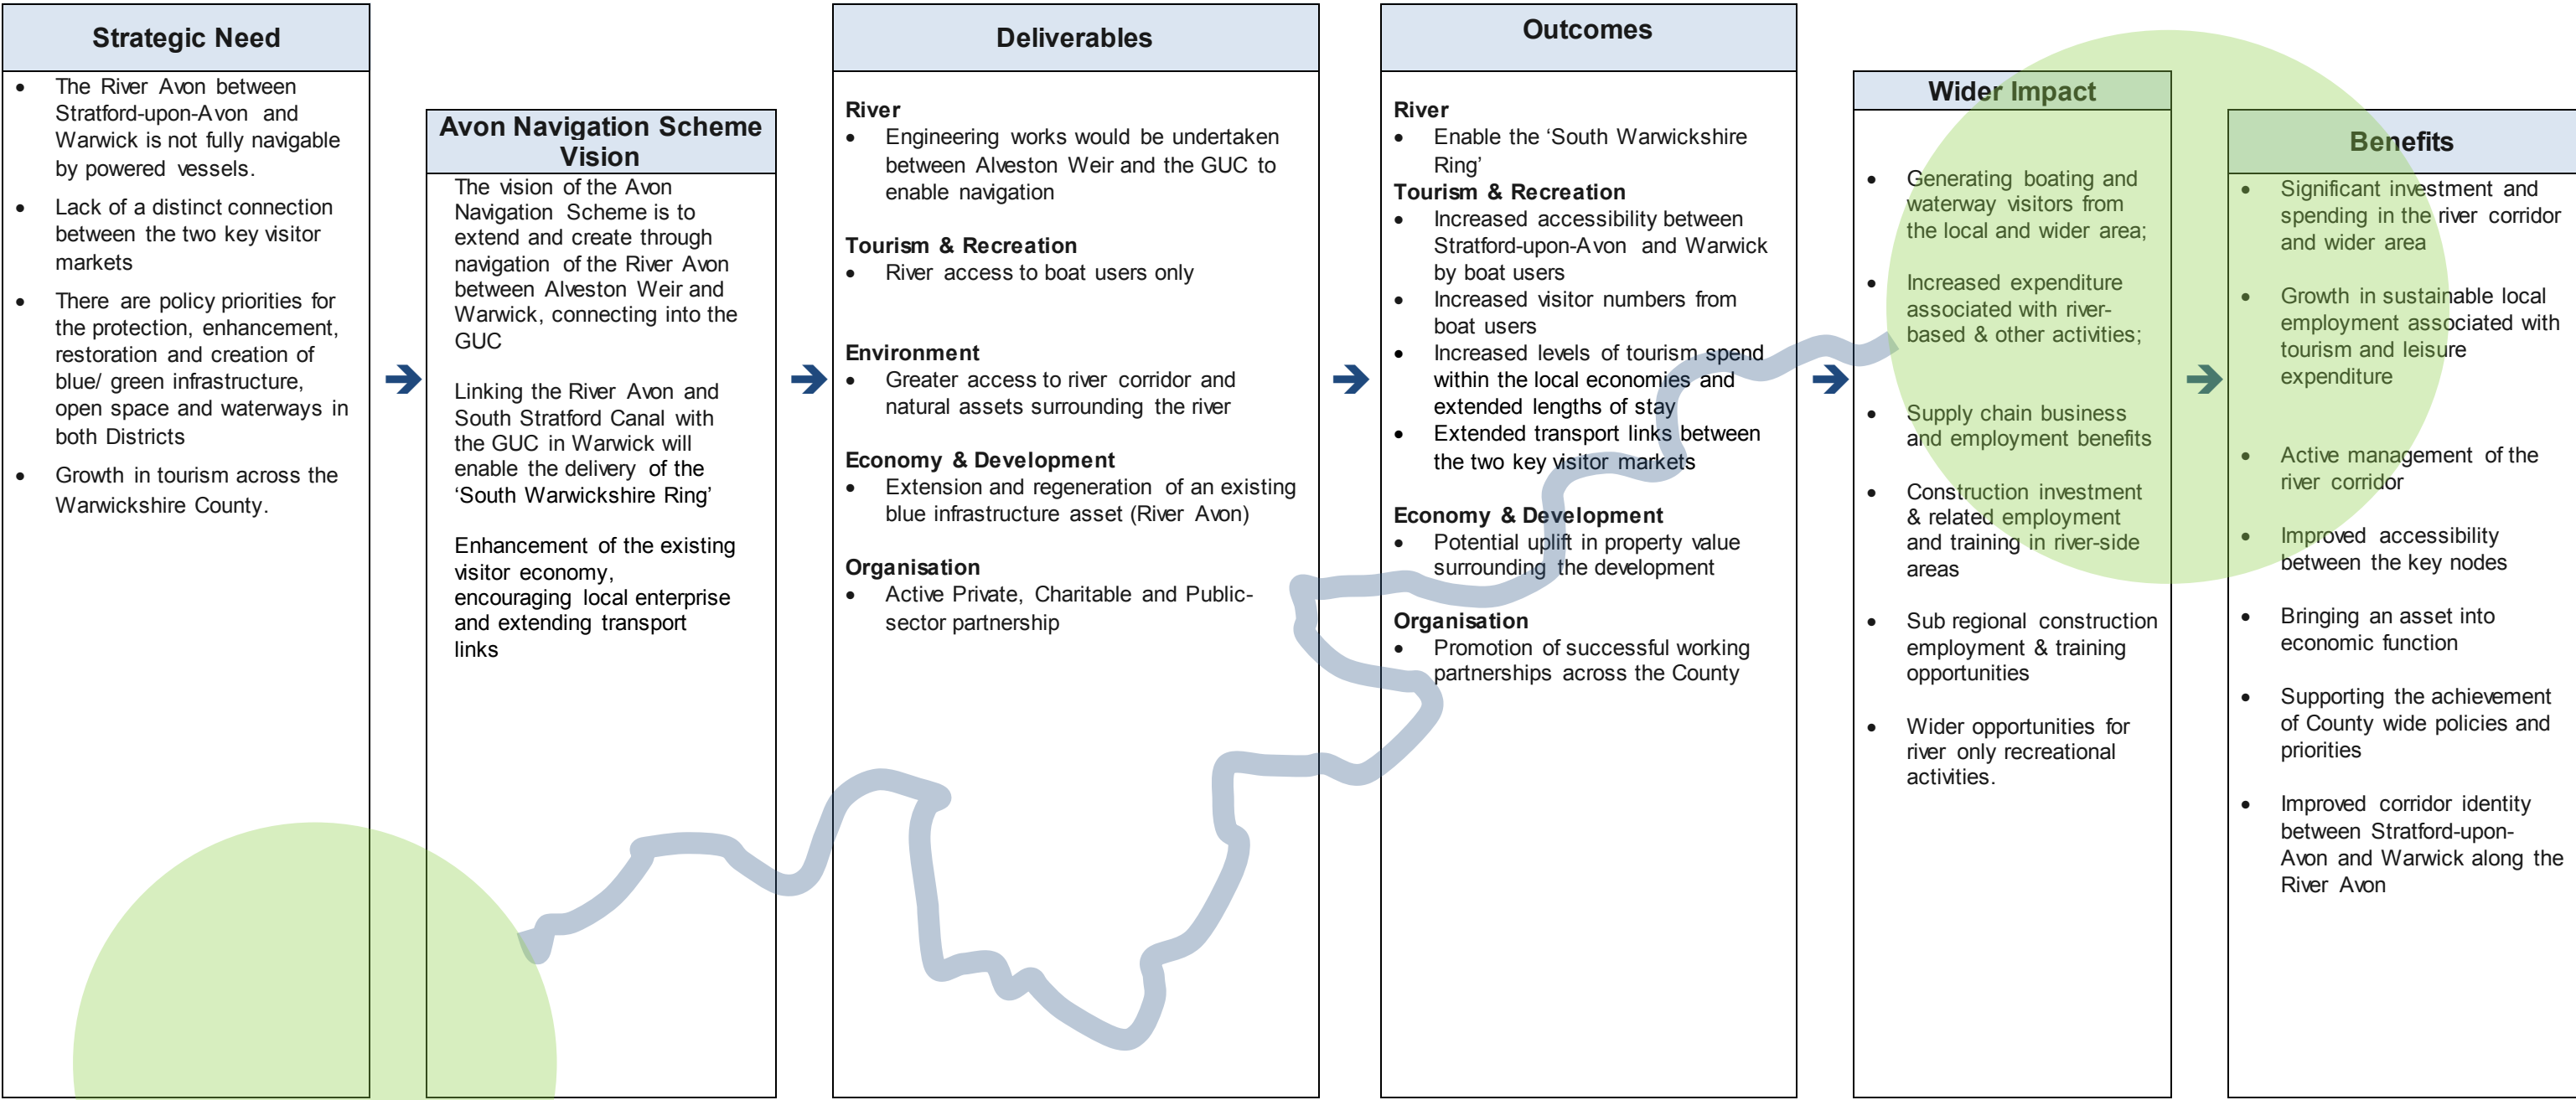 Strategic Need
• The River Avon between
Stratford-upon-Avon and
Warwick is not fully navigable
by powered vessels.
• Lack of a distinct connection
between the two key visitor
markets
• There are policy priorities for
the protection, enhancement,
restoration and creation of
blue/ green infrastructure,
open space and waterways in
both Districts
• Growth in tourism across the
Warwickshire County.
Avon Navigation Scheme
Vision
The vision of the Avon
Navigation Scheme is to
extend and create through
navigation of the River Avon
between Alveston Weir and
Warwick, connecting into the
GUC
Linking the River Avon and
South Stratford Canal with
the GUC in Warwick will
enable the delivery of the
‘South Warwickshire Ring’
Enhancement of the existing
visitor economy,
encouraging local enterprise
and extending transport
links
Deliverables
River
• Engineering works would be undertaken
between Alveston Weir and the GUC to
enable navigation
Tourism & Recreation
• River access to boat users only
Environment
• Greater access to river corridor and
natural assets surrounding the river
Economy & Development
• Extension and regeneration of an existing
blue infrastructure asset (River Avon)
Organisation
• Active Private, Charitable and Public-
sector partnership
Outcomes
River
• Enable the ‘South Warwickshire
Ring’
Tourism & Recreation
• Increased accessibility between
Stratford-upon-Avon and Warwick
by boat users
• Increased visitor numbers from
boat users
• Increased levels of tourism spend
within the local economies and
extended lengths of stay
• Extended transport links between
the two key visitor markets
Economy & Development
• Potential uplift in property value
surrounding the development
Organisation
• Promotion of successful working
partnerships across the County
Wider Impact
• Generating boating and
waterway visitors from
the local and wider area;
• Increased expenditure
associated with river-
based & other activities;
• Supply chain business
and employment benefits
• Construction investment
& related employment
and training in river-side
areas
• Sub regional construction
employment & training
opportunities
• Wider opportunities for
river only recreational
activities.
Benefits
• Significant investment and
spending in the river corridor
and wider area
• Growth in sustainable local
employment associated with
tourism and leisure
expenditure
• Active management of the
river corridor
• Improved accessibility
between the key nodes
• Bringing an asset into
economic function
• Supporting the achievement
of County wide policies and
priorities
• Improved corridor identity
between Stratford-upon-
Avon and Warwick along the
River Avon